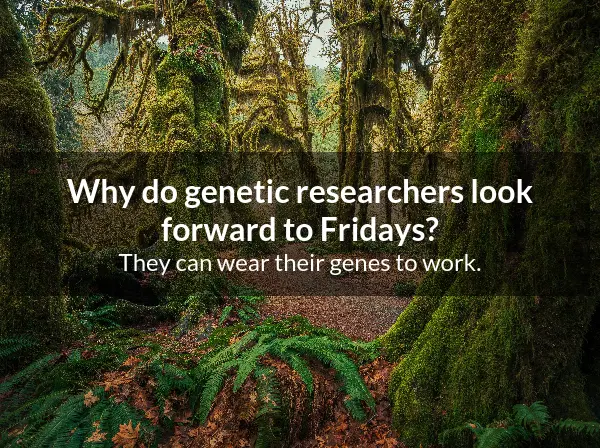 Why do genetic researchers look
forward to Fridays?
They can wear their genes to work.